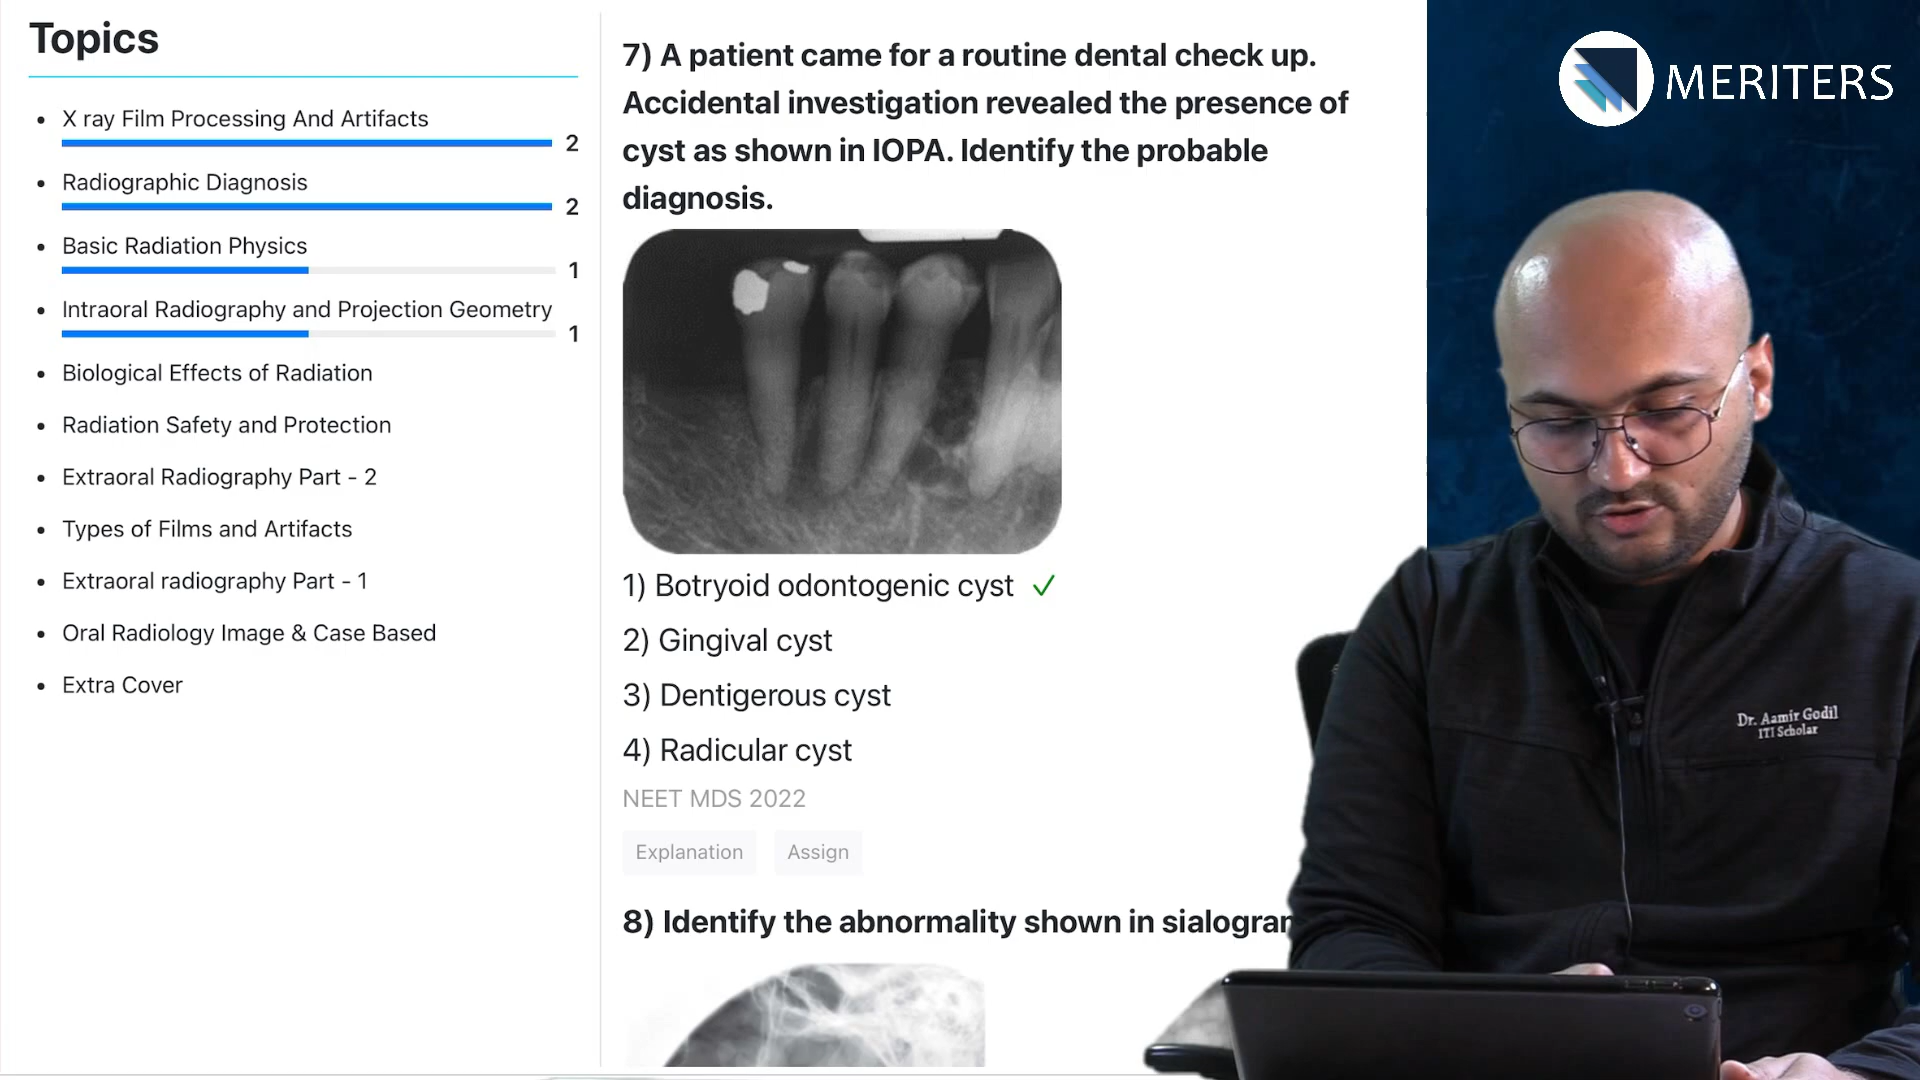 Topics
X ray Film Processing And Artifacts
2
Radiographic Diagnosis
2
Basic Radiation Physics
1
Intraoral Radiography and Projection Geometry
1
Biological Effects of Radiation
Radiation Safety and Protection
Extraoral Radiography Part - 2
Types of Films and Artifacts
Extraoral radiography Part - 1
Oral Radiology Image & Case Based
Extra Cover
7) A patient came for a routine dental check up.
Accidental investigation revealed the presence of
cyst as shown in IOPA. Identify the probable
diagnosis.
1) Botryoid odontogenic cyst ✓
2) Gingival cyst
3) Dentigerous cyst
4) Radicular cyst
NEET MDS 2022
Explanation Assign
8) Identify the abnormality shown in
MERITERS
Dr. Aamir Godil
ITI Scholar